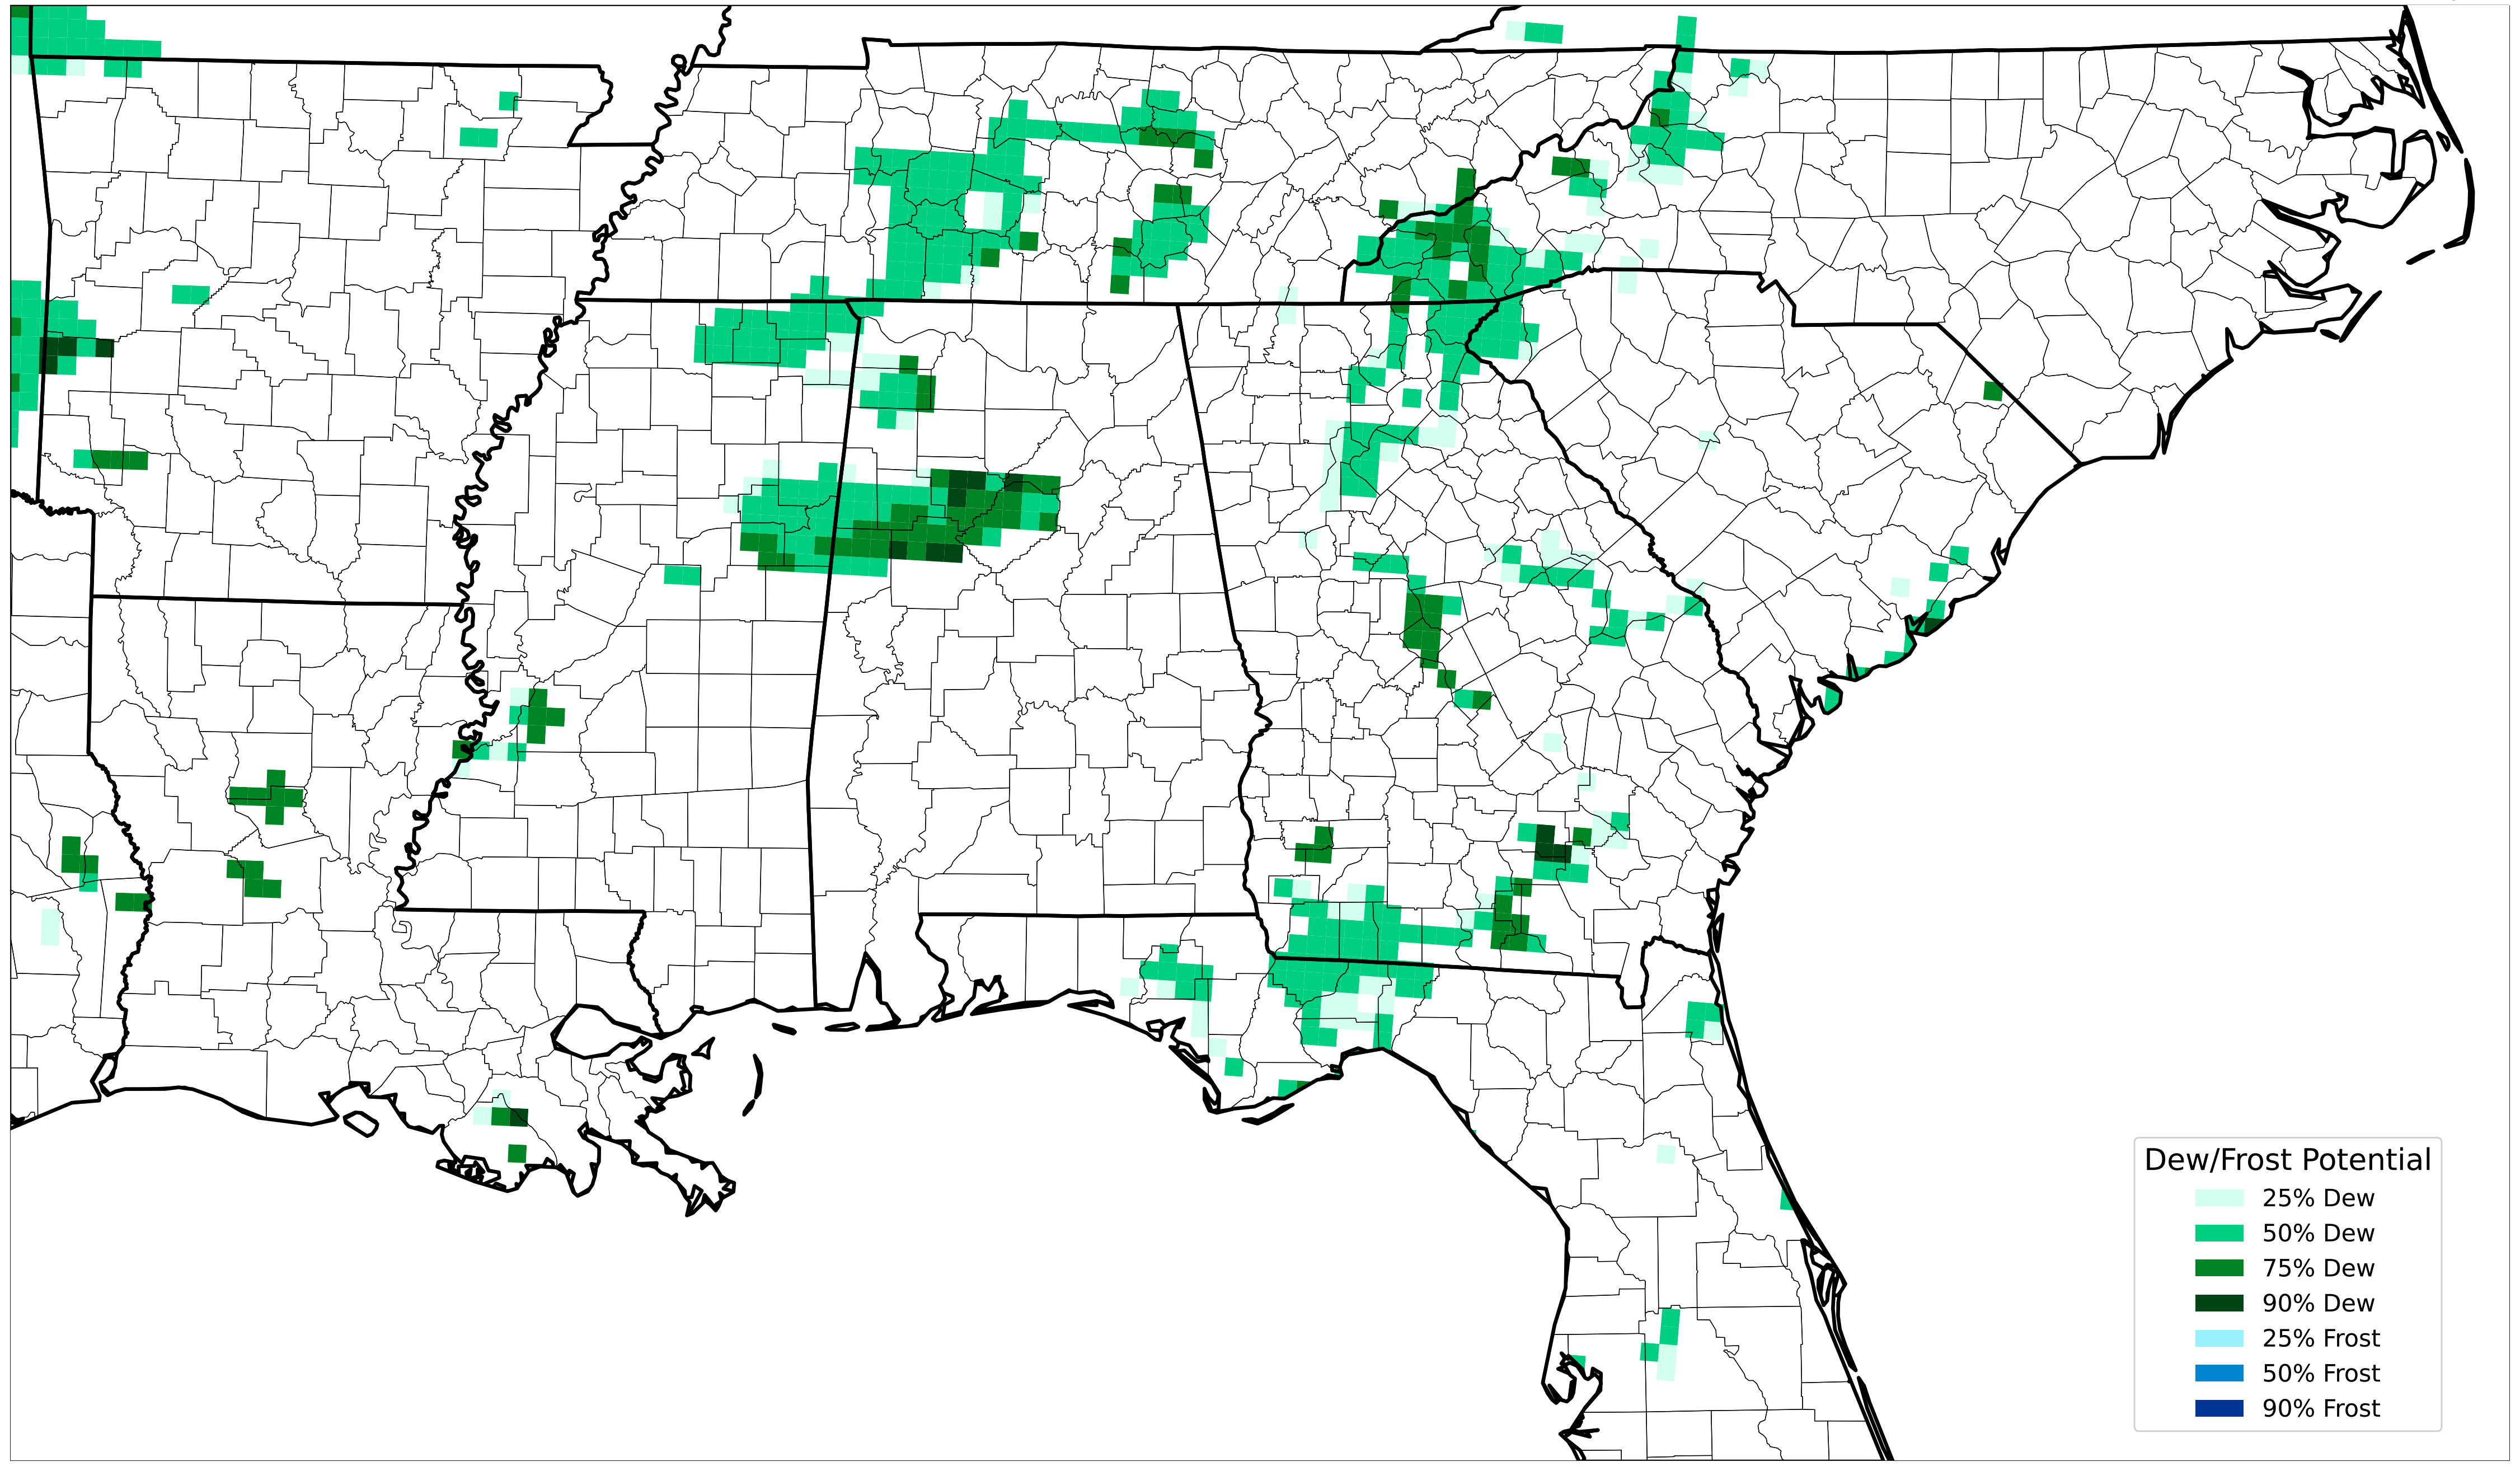 Dew/Frost Potential
25% Dew
50% Dew
75% Dew
90% Dew
25% Frost
50% Frost
90% Frost